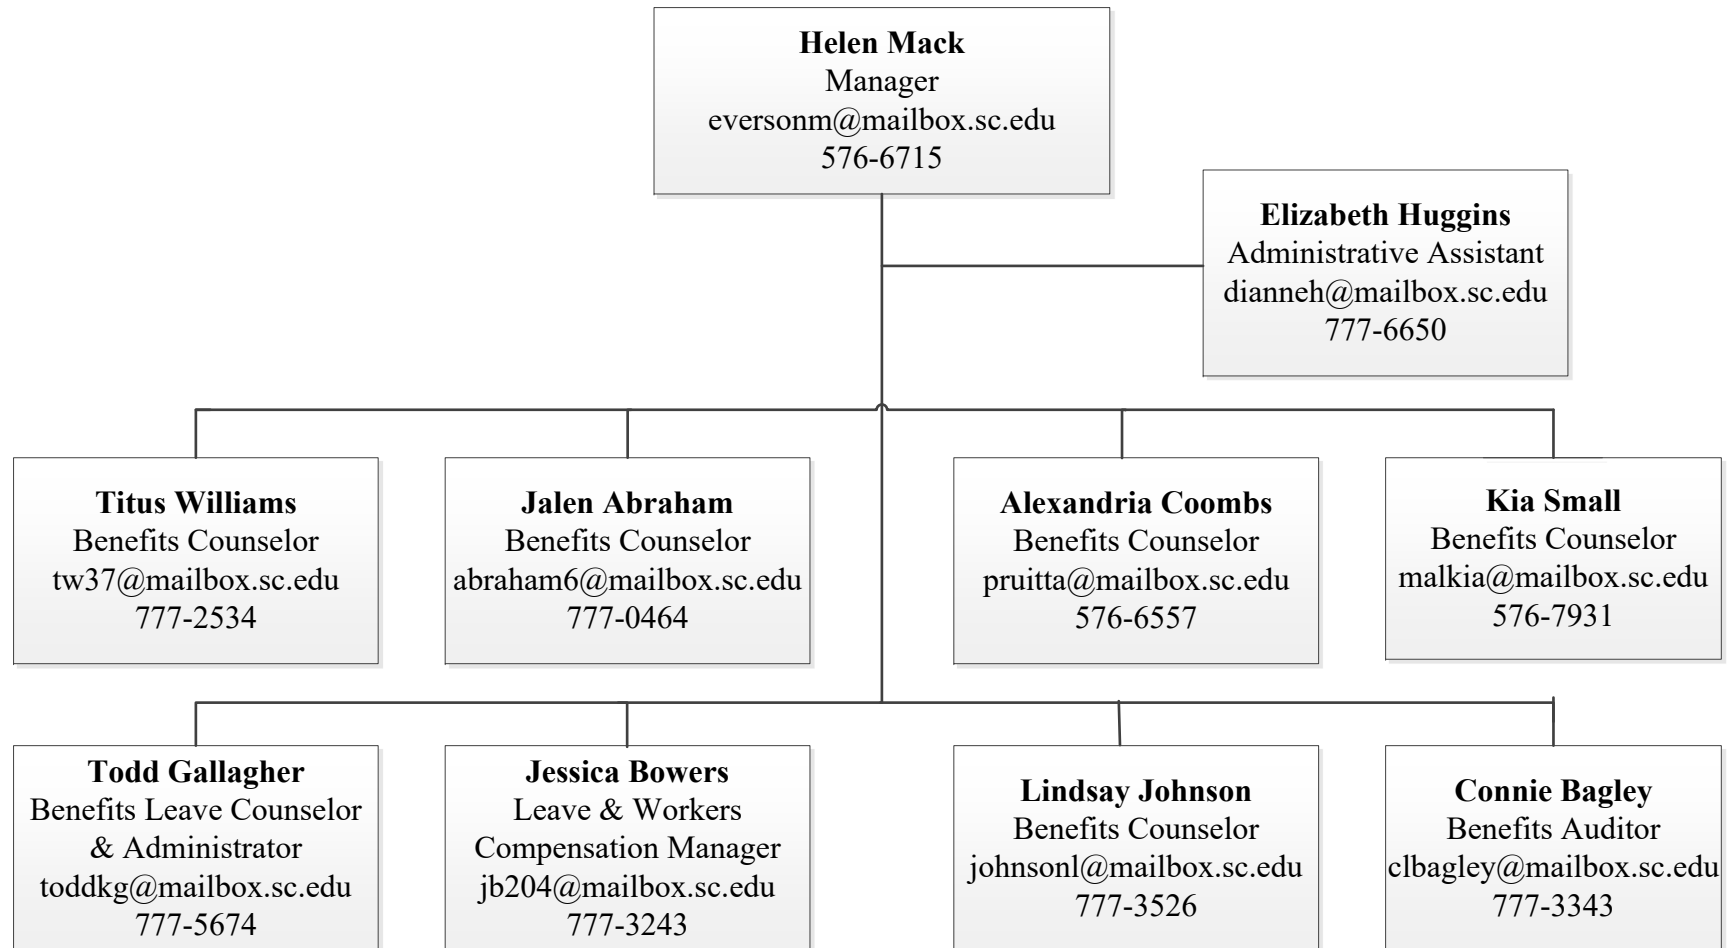 Helen Mack
Manager
eversonm@mailbox.sc.edu
576-6715
Elizabeth Huggins
Administrative Assistant
dianneh@mailbox.sc.edu
777-6650
Titus Williams
Benefits Counselor
tw37@mailbox.sc.edu
777-2534
Jalen Abraham
Benefits Counselor
abraham6@mailbox.sc.edu
777-0464
Alexandria Coombs
Benefits Counselor
pruitta@mailbox.sc.edu
576-6557
Kia Small
Benefits Counselor
malkia@mailbox.sc.edu
576-7931
Todd Gallagher
Benefits Leave Counselor
& Administrator
toddkg@mailbox.sc.edu
777-5674
Jessica Bowers
Leave & Workers
Compensation Manager
jb204@mailbox.sc.edu
777-3243
Lindsay Johnson
Benefits Counselor
johnsonl@mailbox.sc.edu
777-3526
Connie Bagley
Benefits Auditor
clbagley@mailbox.sc.edu
777-3343